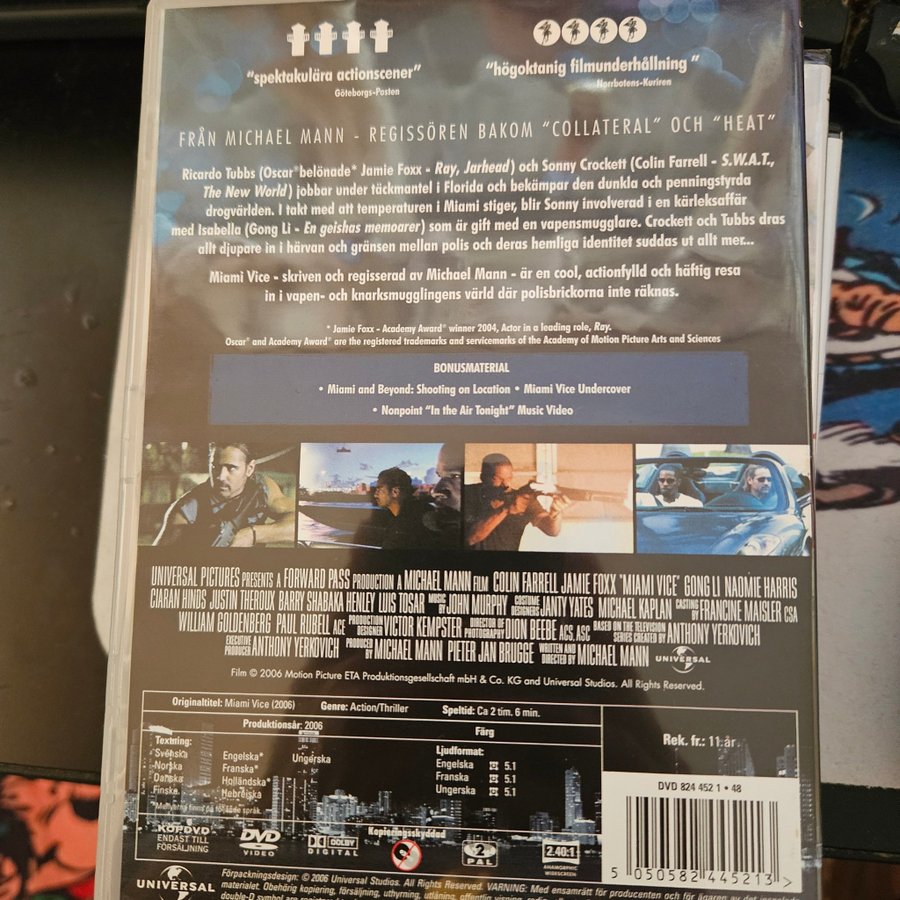 "spektakulära actionscener"
Göteborgs-Posten
"högoktanig filmunderhållning"
Norrbotens-Kuriren
FRÅN MICHAEL MANN - REGISSÖREN BAKOM "COLLATERAL" OCH "HEAT"
Ricardo Tubbs (Oscar®belönade* Jamie Foxx - Ray, Jarhead) och Sonny Crockett (Colin Farrell - S.W.A.T.,
The New World) jobbar under täckmantel i Florida och bekämpar den dunkla och penningstyrda
drogvärlden. I takt med att temperaturen i Miami stiger, blir Sonny involverad i en kärleksaffär
med Isabella (Gong Li - En geishas memoarer) som är gift med en vapensmugglare. Crockett och Tubbs dras
allt djupare in i härvan och gränsen mellan polis och deras hemliga identitet suddas ut allt mer...
Miami Vice - skriven och regisserad av Michael Mann - är en cool, actionfylld och häftig resa
in i vapen- och knarksmugglingens värld där polisbrickorna inte räknas.
* Jamie Foxx - Academy Award® winner 2004, Actor in a leading role, Ray.
Oscar® and Academy Award® are the registered trademarks and servicemarks of the Academy of Motion Picture Arts and Sciences
BONUSMATERIAL
• Miami and Beyond: Shooting on Location • Miami Vice Undercover
• Nonpoint "In the Air Tonight" Music Video
UNIVERSAL PICTURES PRESENTS A FORWARD PASS PRODUCTION A MICHAEL MANN FILM COLIN FARRELL JAMIE FOXX "MIAMI VICE" GONG LI NAOMIE HARRIS
CIARAN HINDS JUSTIN THEROUX BARRY SHABAKA HENLEY LUIS TOSAR MUSIC BY JOHN MURPHY COSTUME DESIGNERS JANTY YATES MICHAEL KAPLAN CASTING BY FRANCINE MAISLER CSA
WILLIAM GOLDENBERG PAUL RUBELL ACE PRODUCTION DESIGNER VICTOR KEMPSTER DIRECTOR OF PHOTOGRAPHY DION BEEBE ACS, ASC BASED ON THE TELEVISION SERIES CREATED BY ANTHONY YERKOVICH
EXECUTIVE PRODUCER ANTHONY YERKOVICH PRODUCED BY MICHAEL MANN PIETER JAN BRUGGE WRITTEN AND DIRECTED BY MICHAEL MANN UNIVERSAL
Film © 2006 Motion Picture ETA Produktionsgesellschaft mbH & Co. KG and Universal Studios. All Rights Reserved.
Originaltitel: Miami Vice (2006) Genre: Action/Thriller Speltid: Ca 2 tim. 6 min.
Produktionsår: 2006 Färg
Rek. fr.: 11 år
Textning:
Svenska Engelska* Ungerska
Norska Franska*
Danska Holländska*
Finska Hebreiska
Ljudformat:
Engelska 5.1
Franska 5.1
Ungerska 5.1
DVD 824 452 1 • 48
KÖPDVD
ENDAST TILL
FÖRSÄLJNING
DVD
VIDEO
DOLBY
DIGITAL
Kopieringsskyddad
2
PAL
2.40:1
ANAMORPHIC
WIDESCREEN
5 050582 445213 >
UNIVERSAL
Förpackningsdesign: © 2006 Universal Studios. All Rights Reserved. VARNING: Med ensamrätt för producenten och för ägaren av det
materialet. Obehörig kopiering, försäljning, uthyrning, utlåning,